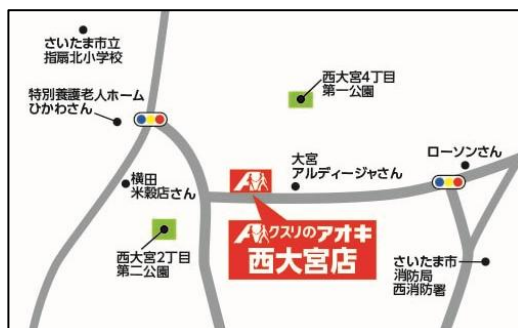 さいたま市立
指扇北小学校
特別養護老人ホーム
ひかわさん
西大宮4丁目
第一公園
ローソンさん
大宮
アルディージャさん
横田
米穀店さん
クスリのアオキ
西大宮店
西大宮2丁目
第二公園
さいたま市
消防局
西消防署